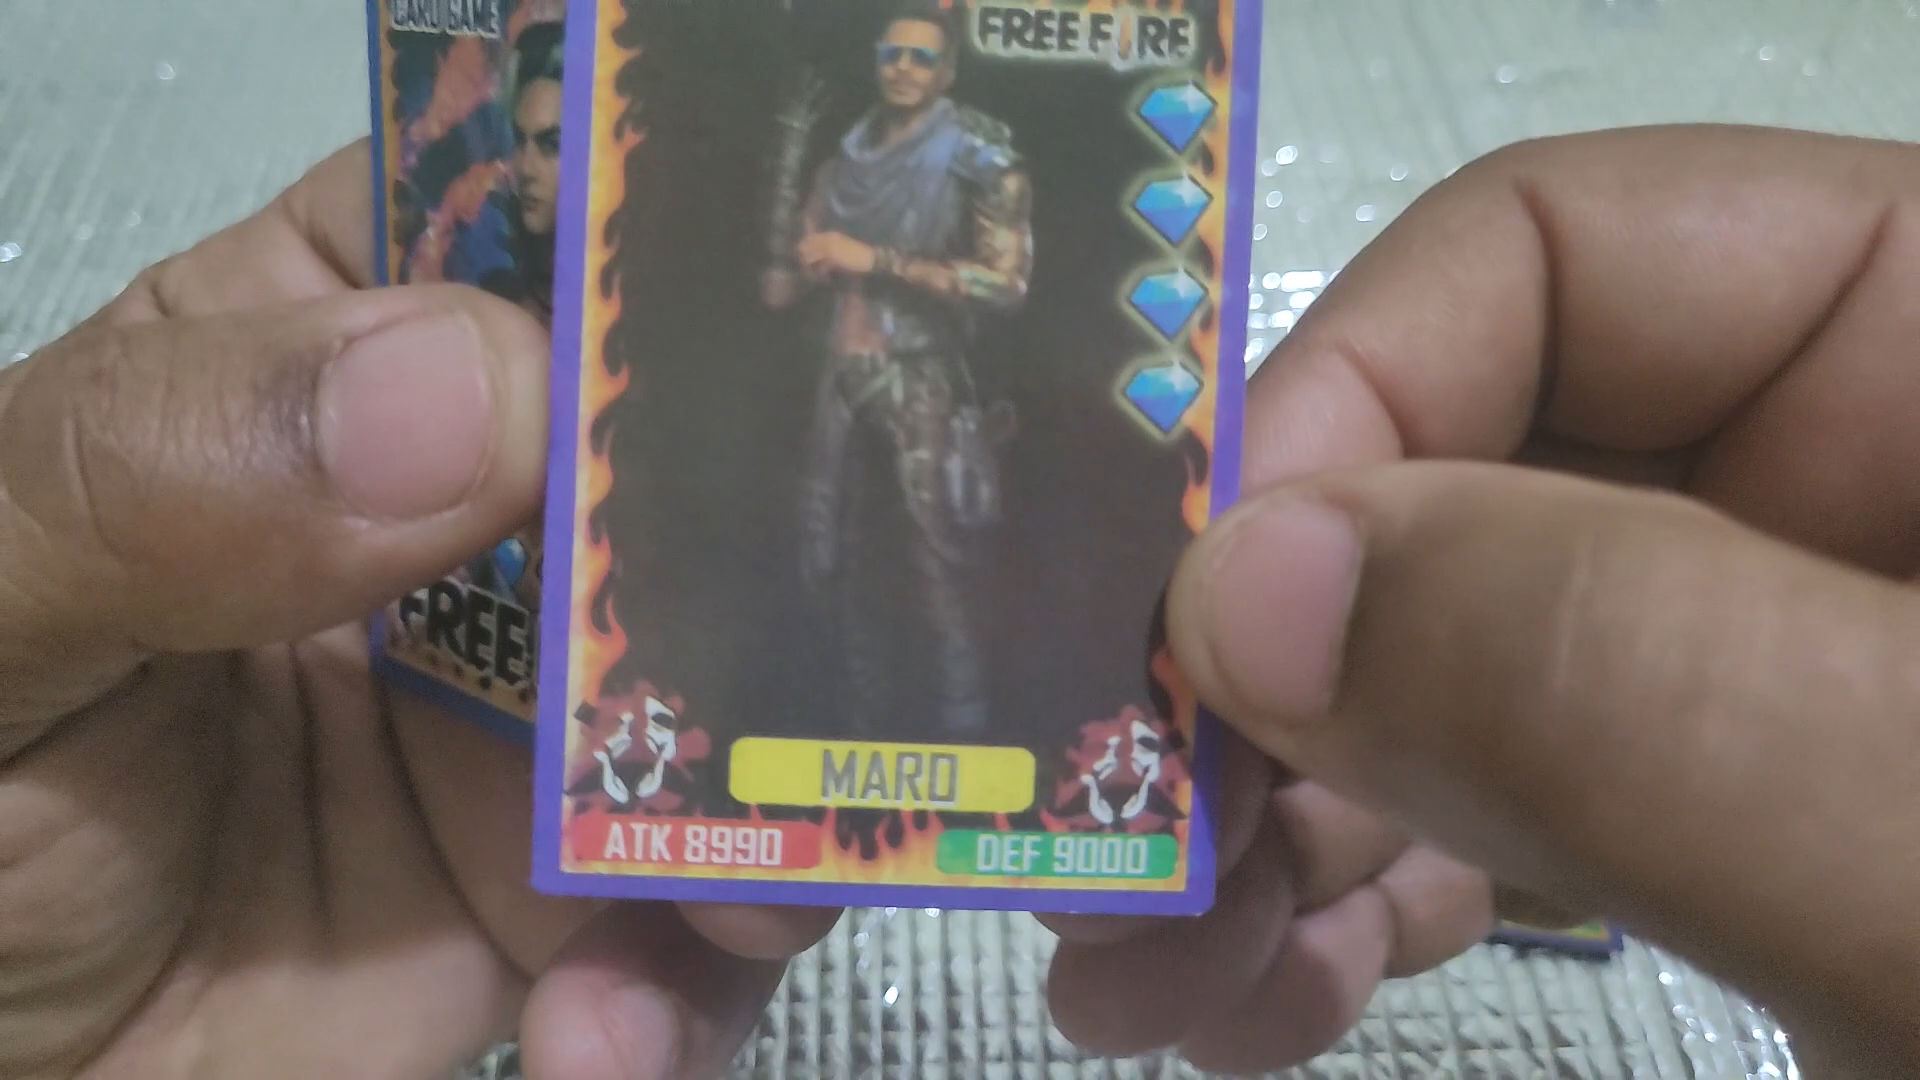 CARD GAME
FREE FIRE
FREE
MARO
ATK 8990
DEF 9000